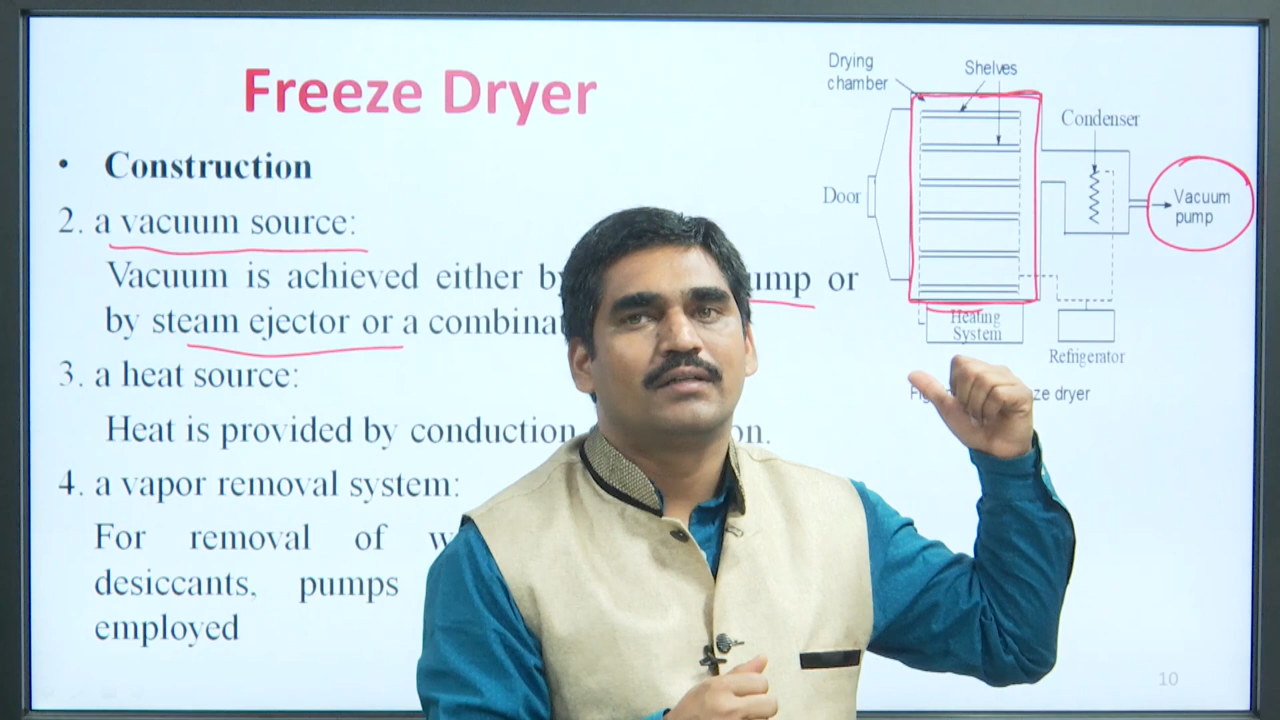 Freeze Dryer
• Construction
2. a vacuum source:
Vacuum is achieved either by ump or
by steam ejector or a
3. a heat source:
Heat is provided by conduction
4. a vapor removal system:
For removal of
desiccants, pumps
employed
Drying
chamber
Shelves
Condenser
Door
Vacuum
pump
Heating
System
Refrigerator
dryer
10